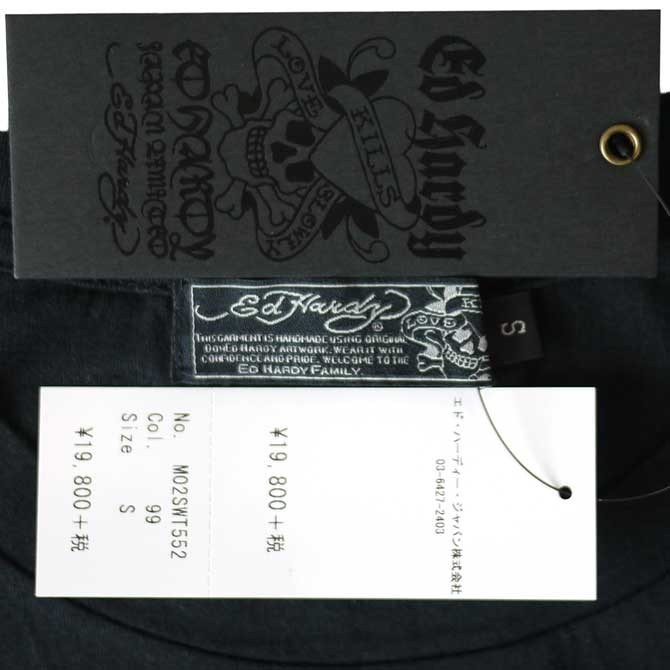 Ed Hardy
LOVE
KILLS
SLOWLY
ED HARDY
Ed Hardy
Ed Hardy
®
THIS GARMENT IS HANDMADE USING ORIGINAL
DON ED HARDY ARTWORK. WEAR IT WITH
CONFIDENCE AND PRIDE. WELCOME TO THE
ED HARDY FAMILY.
LOVE
K
S
エド・ハーディー・ジャパン株式会社
03-6427-2403
¥19,800+税
No. M02SWT552
Col. 99
Size S
¥19,800+税